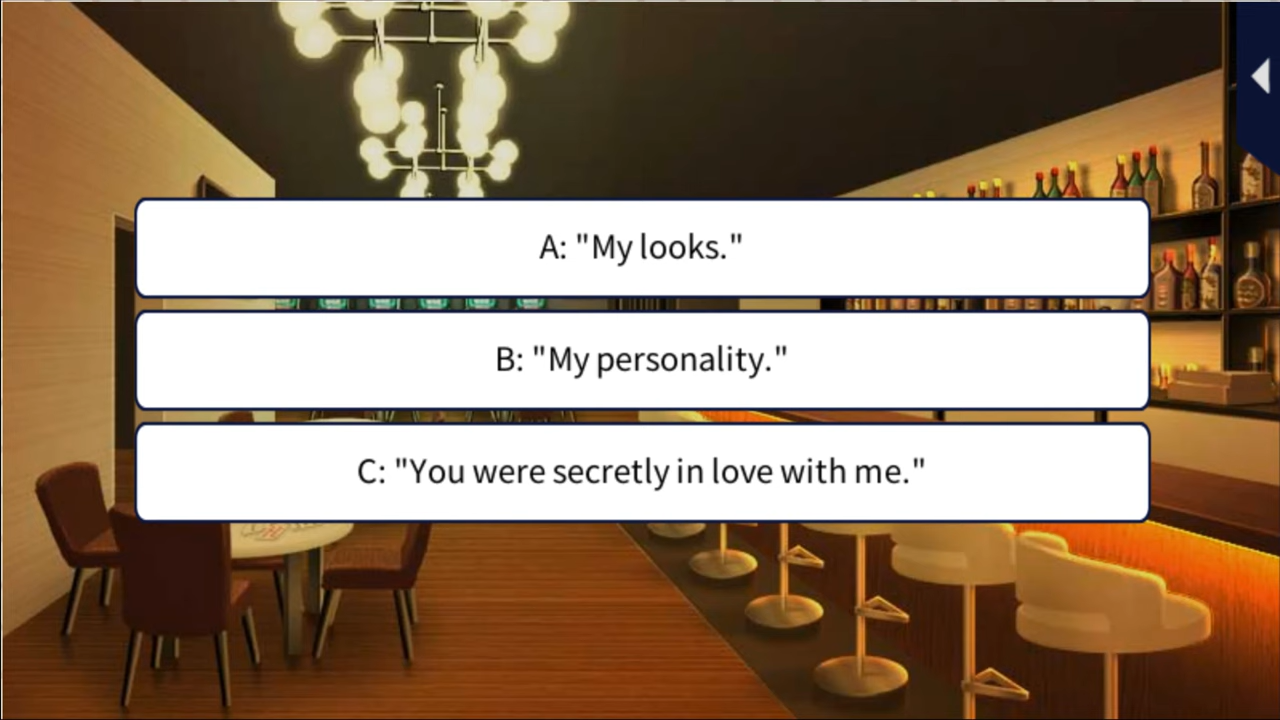 A: "My looks."
B: "My personality."
C: "You were secretly in love with me."